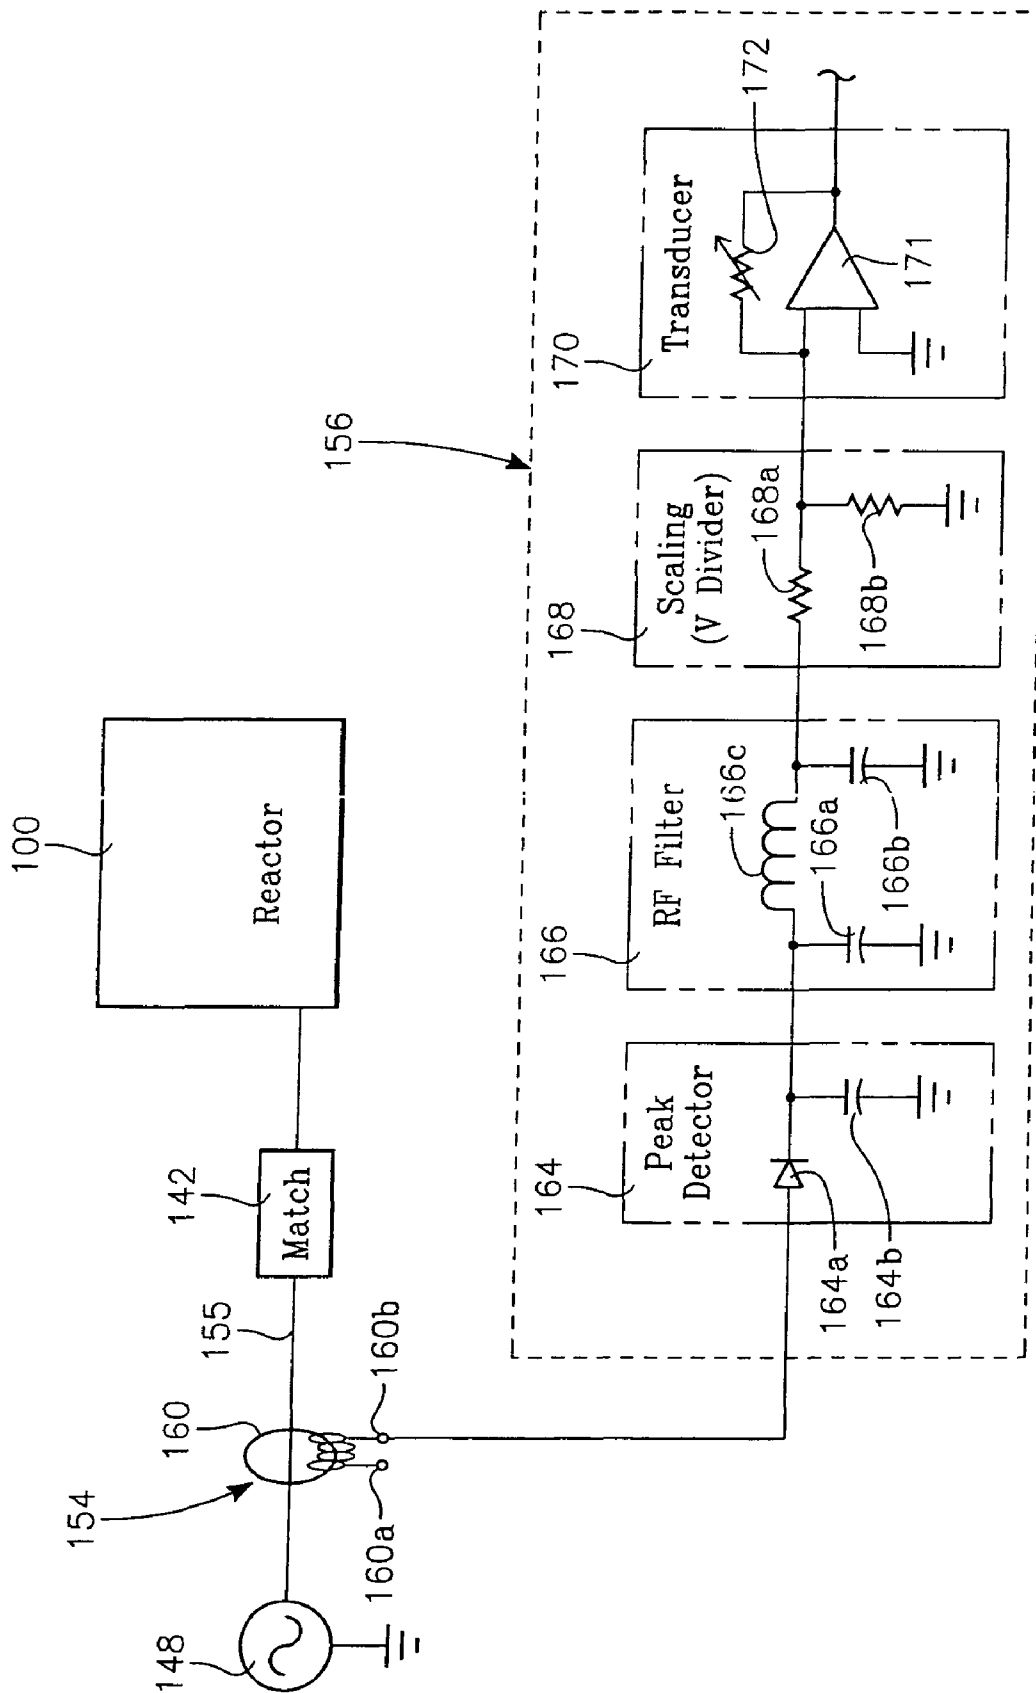 100
Reactor
142
Match
155
160
154
160b
160a
148
156
170
Transducer
172
171
168
Scaling
(V Divider)
168a
168b
166
RF Filter
166c
166a
166b
164
Peak
Detector
164a
164b